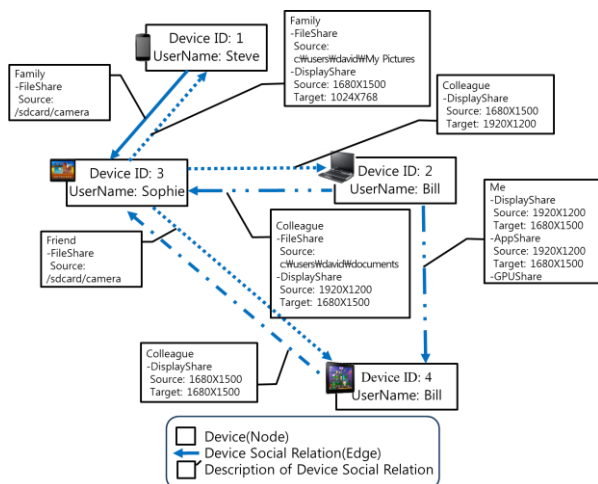 Device ID: 1
UserName: Steve
Family
-FileShare
Source:
c:₩users₩david₩My Pictures
-DisplayShare
Source: 1680X1500
Target: 1024X768
Family
-FileShare
Source:
/sdcard/camera
Colleague
-DisplayShare
Source: 1680X1500
Target: 1920X1200
Device ID: 3
UserName: Sophie
Device ID: 2
UserName: Bill
Me
-DisplayShare
Source: 1920X1200
Target: 1680X1500
-AppShare
Source: 1920X1200
Target: 1680X1500
-GPUShare
Friend
-FileShare
Source:
/sdcard/camera
Colleague
-FileShare
Source:
c:₩users₩david₩documents
-DisplayShare
Source: 1920X1200
Target: 1680X1500
Colleague
-DisplayShare
Source: 1680X1500
Target: 1680X1500
Device ID: 4
UserName: Bill
Device(Node)
Device Social Relation(Edge)
Description of Device Social Relation